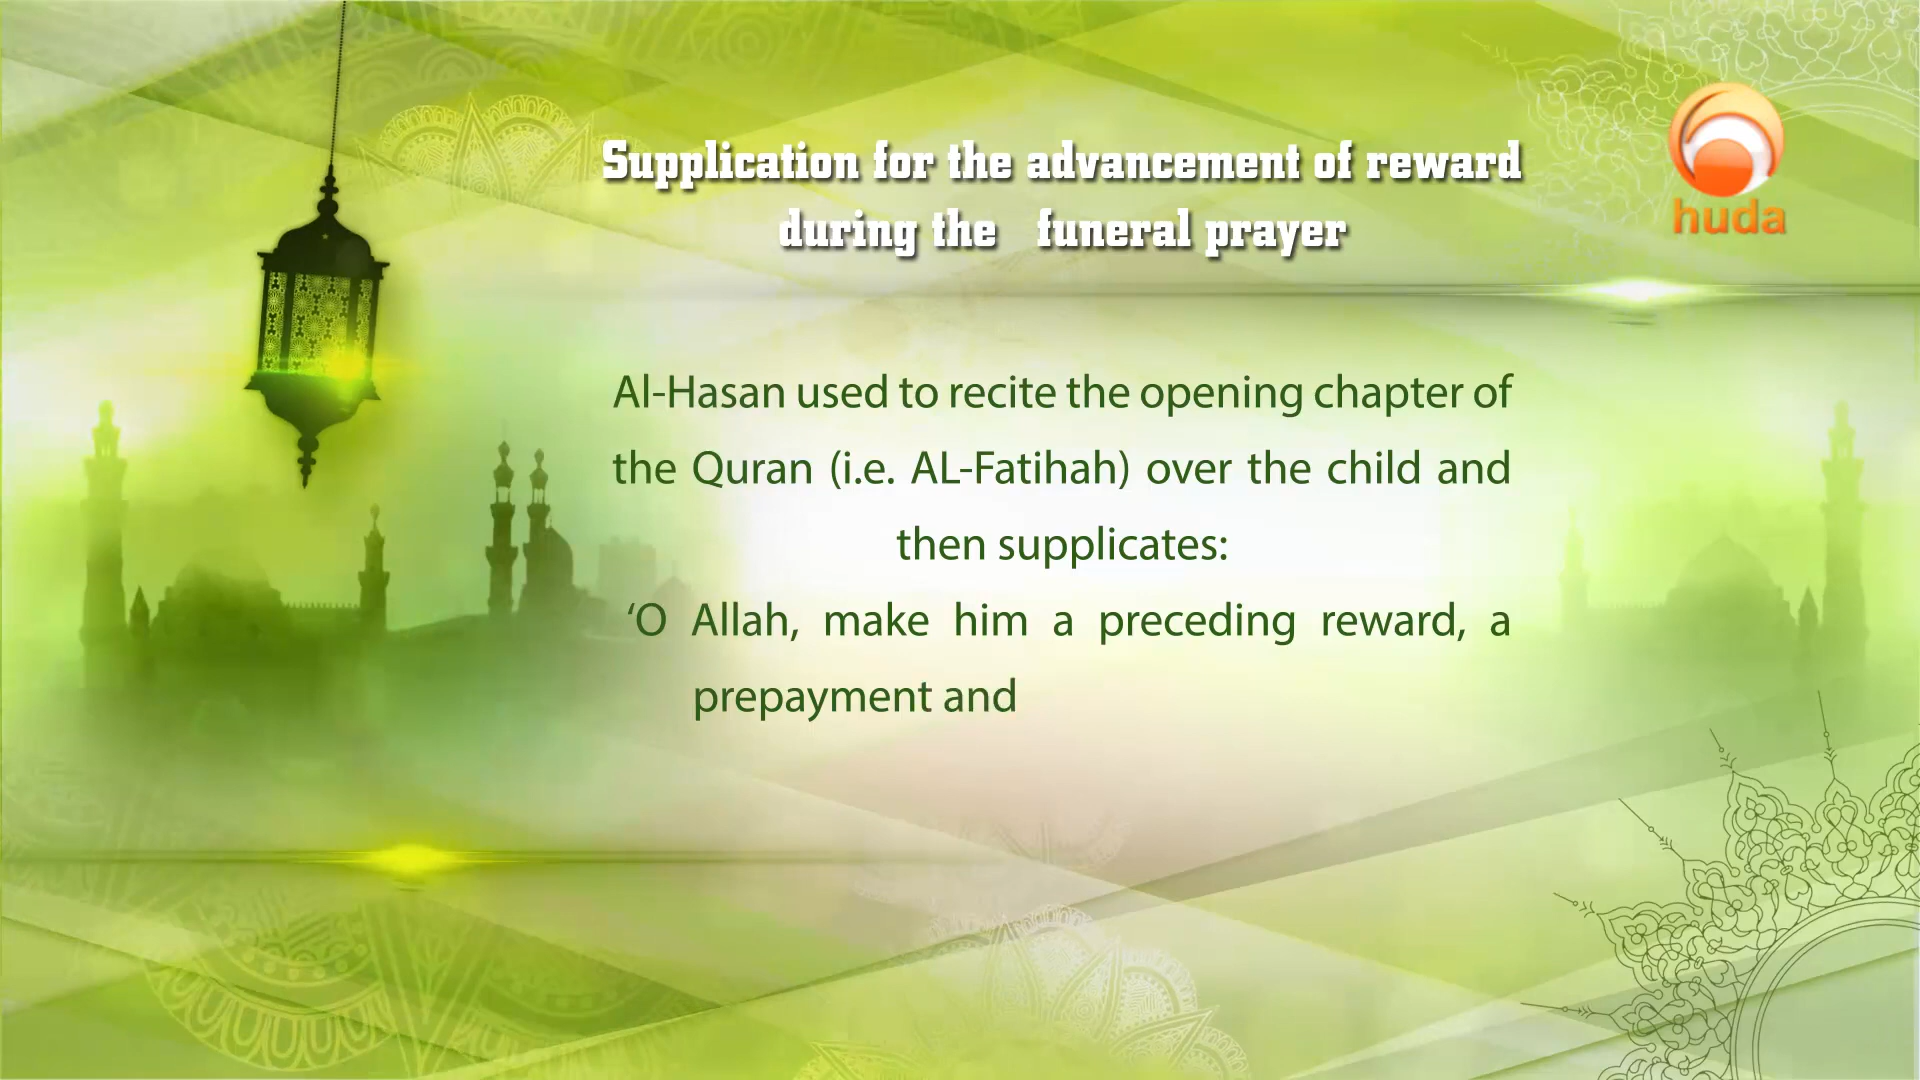 Supplication for the advancement of reward
during the funeral prayer
huda
Al-Hasan used to recite the opening chapter of
the Quran (i.e. AL-Fatihah) over the child and
then supplicates:
‘O Allah, make him a preceding reward, a
prepayment and